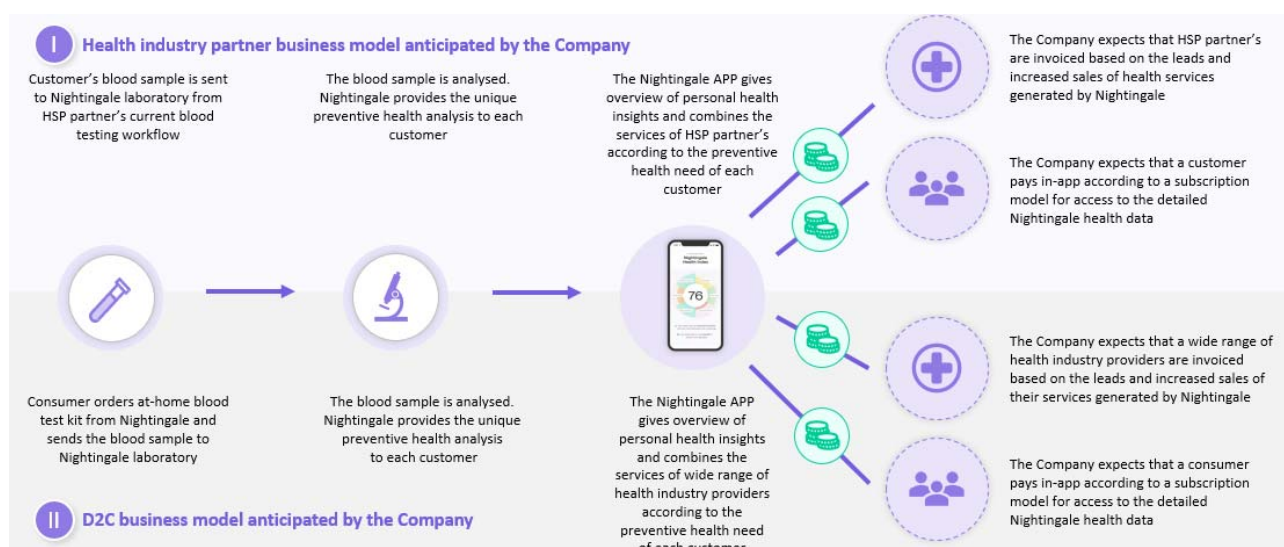 I
Health industry partner business model anticipated by the Company
Customer's blood sample is sent
to Nightingale laboratory from
HSP partner's current blood
testing workflow
The blood sample is analysed.
Nightingale provides the unique
preventive health analysis to each
customer
The Nightingale APP gives
overview of personal health
insights and combines the
services of HSP partner's
according to the preventive
health need of each
customer
The Company expects that HSP partner's
are invoiced based on the leads and
increased sales of health services
generated by Nightingale
The Company expects that a customer
pays in-app according to a subscription
model for access to the detailed
Nightingale health data
Nightingale
Health Index
76
Consumer orders at-home blood
test kit from Nightingale and
sends the blood sample to
Nightingale laboratory
The blood sample is analysed.
Nightingale provides the unique
preventive health analysis
to each customer
The Nightingale APP
gives overview of
personal health insights
and combines the
services of wide range of
health industry providers
according to the
preventive health need
of each customer
The Company expects that a wide range of
health industry providers are invoiced
based on the leads and increased sales of
their services generated by Nightingale
The Company expects that a consumer
pays in-app according to a subscription
model for access to the detailed
Nightingale health data
II
D2C business model anticipated by the Company